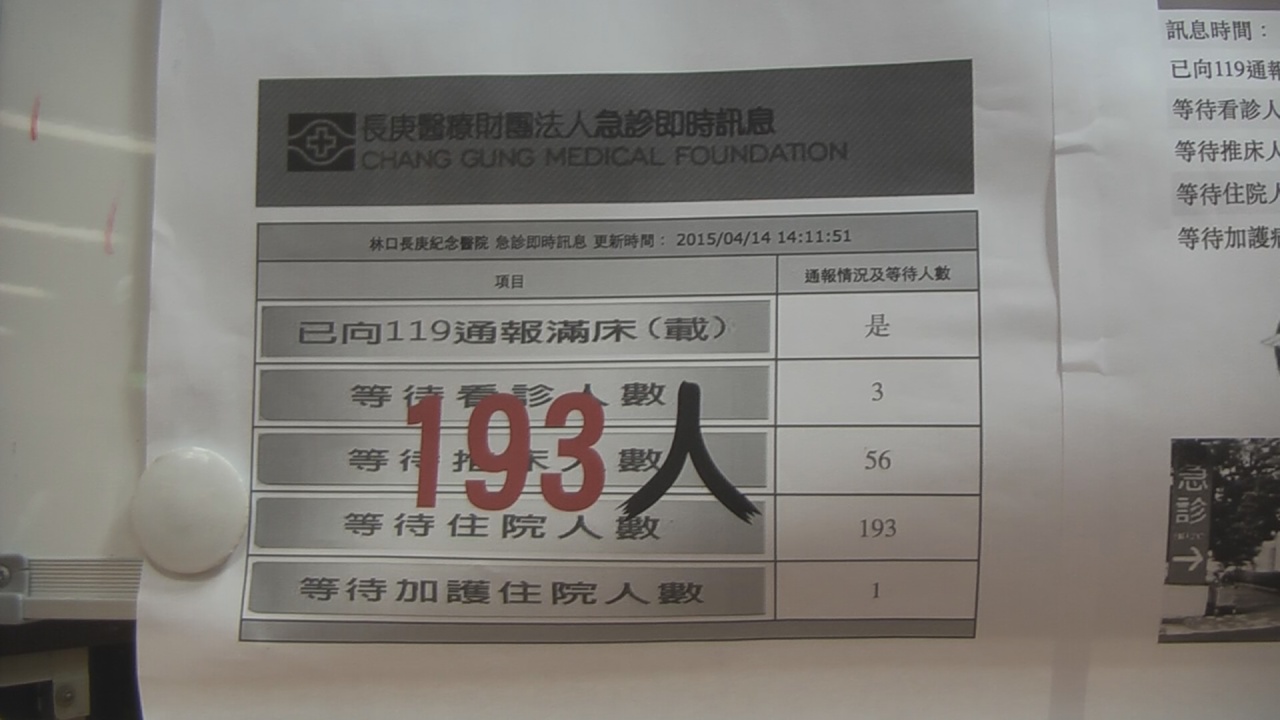 長庚醫療財團法人急診即時訊息
CHANG GUNG MEDICAL FOUNDATION
林口長庚紀念醫院 急診即時訊息 更新時間： 2015/04/14 14:11:51
項目 通報情況及等待人數
已向119通報滿床（載） 是
等待看診人數 3
193人
等待推床人數 56
等待住院人數 193
等待加護住院人數 1
訊息時間：
已向119通報
等待看診人
等待推床人
等待住院人
等待加護病
急診